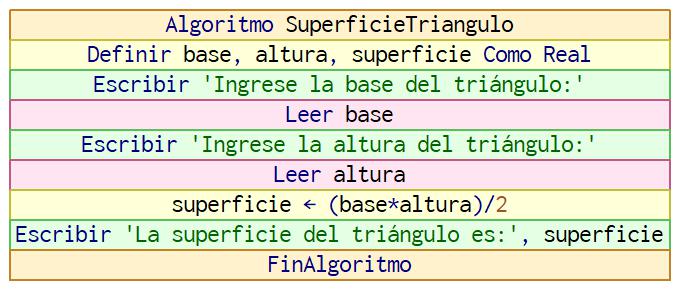 Algoritmo SuperficieTriangulo
Definir base, altura, superficie Como Real
Escribir 'Ingrese la base del triángulo:'
Leer base
Escribir 'Ingrese la altura del triángulo:'
Leer altura
superficie ← (base*altura)/2
Escribir 'La superficie del triángulo es:', superficie
FinAlgoritmo